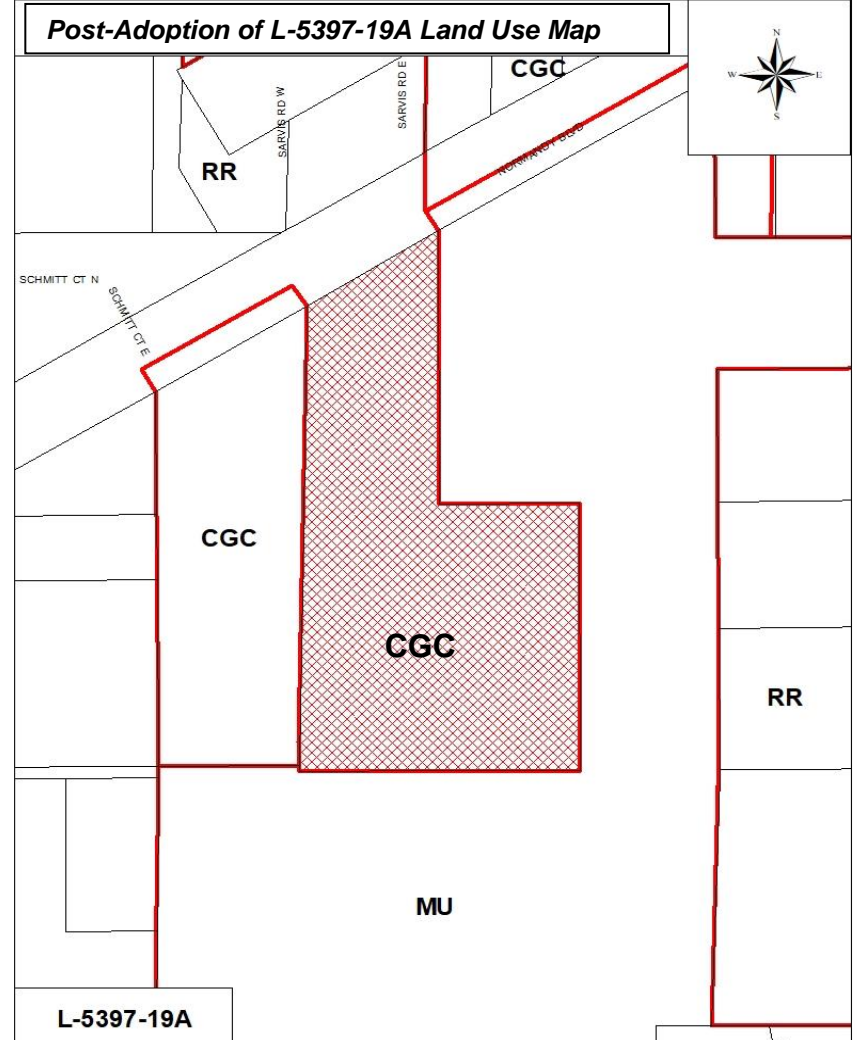 Post-Adoption of L-5397-19A Land Use Map
N
W E
S
CGC
SARVIS RD W
SARVIS RD E
NORMANDY BLVD
RR
SCHMITT CT N
SCHMITT CT E
CGC
CGC
RR
MU
L-5397-19A